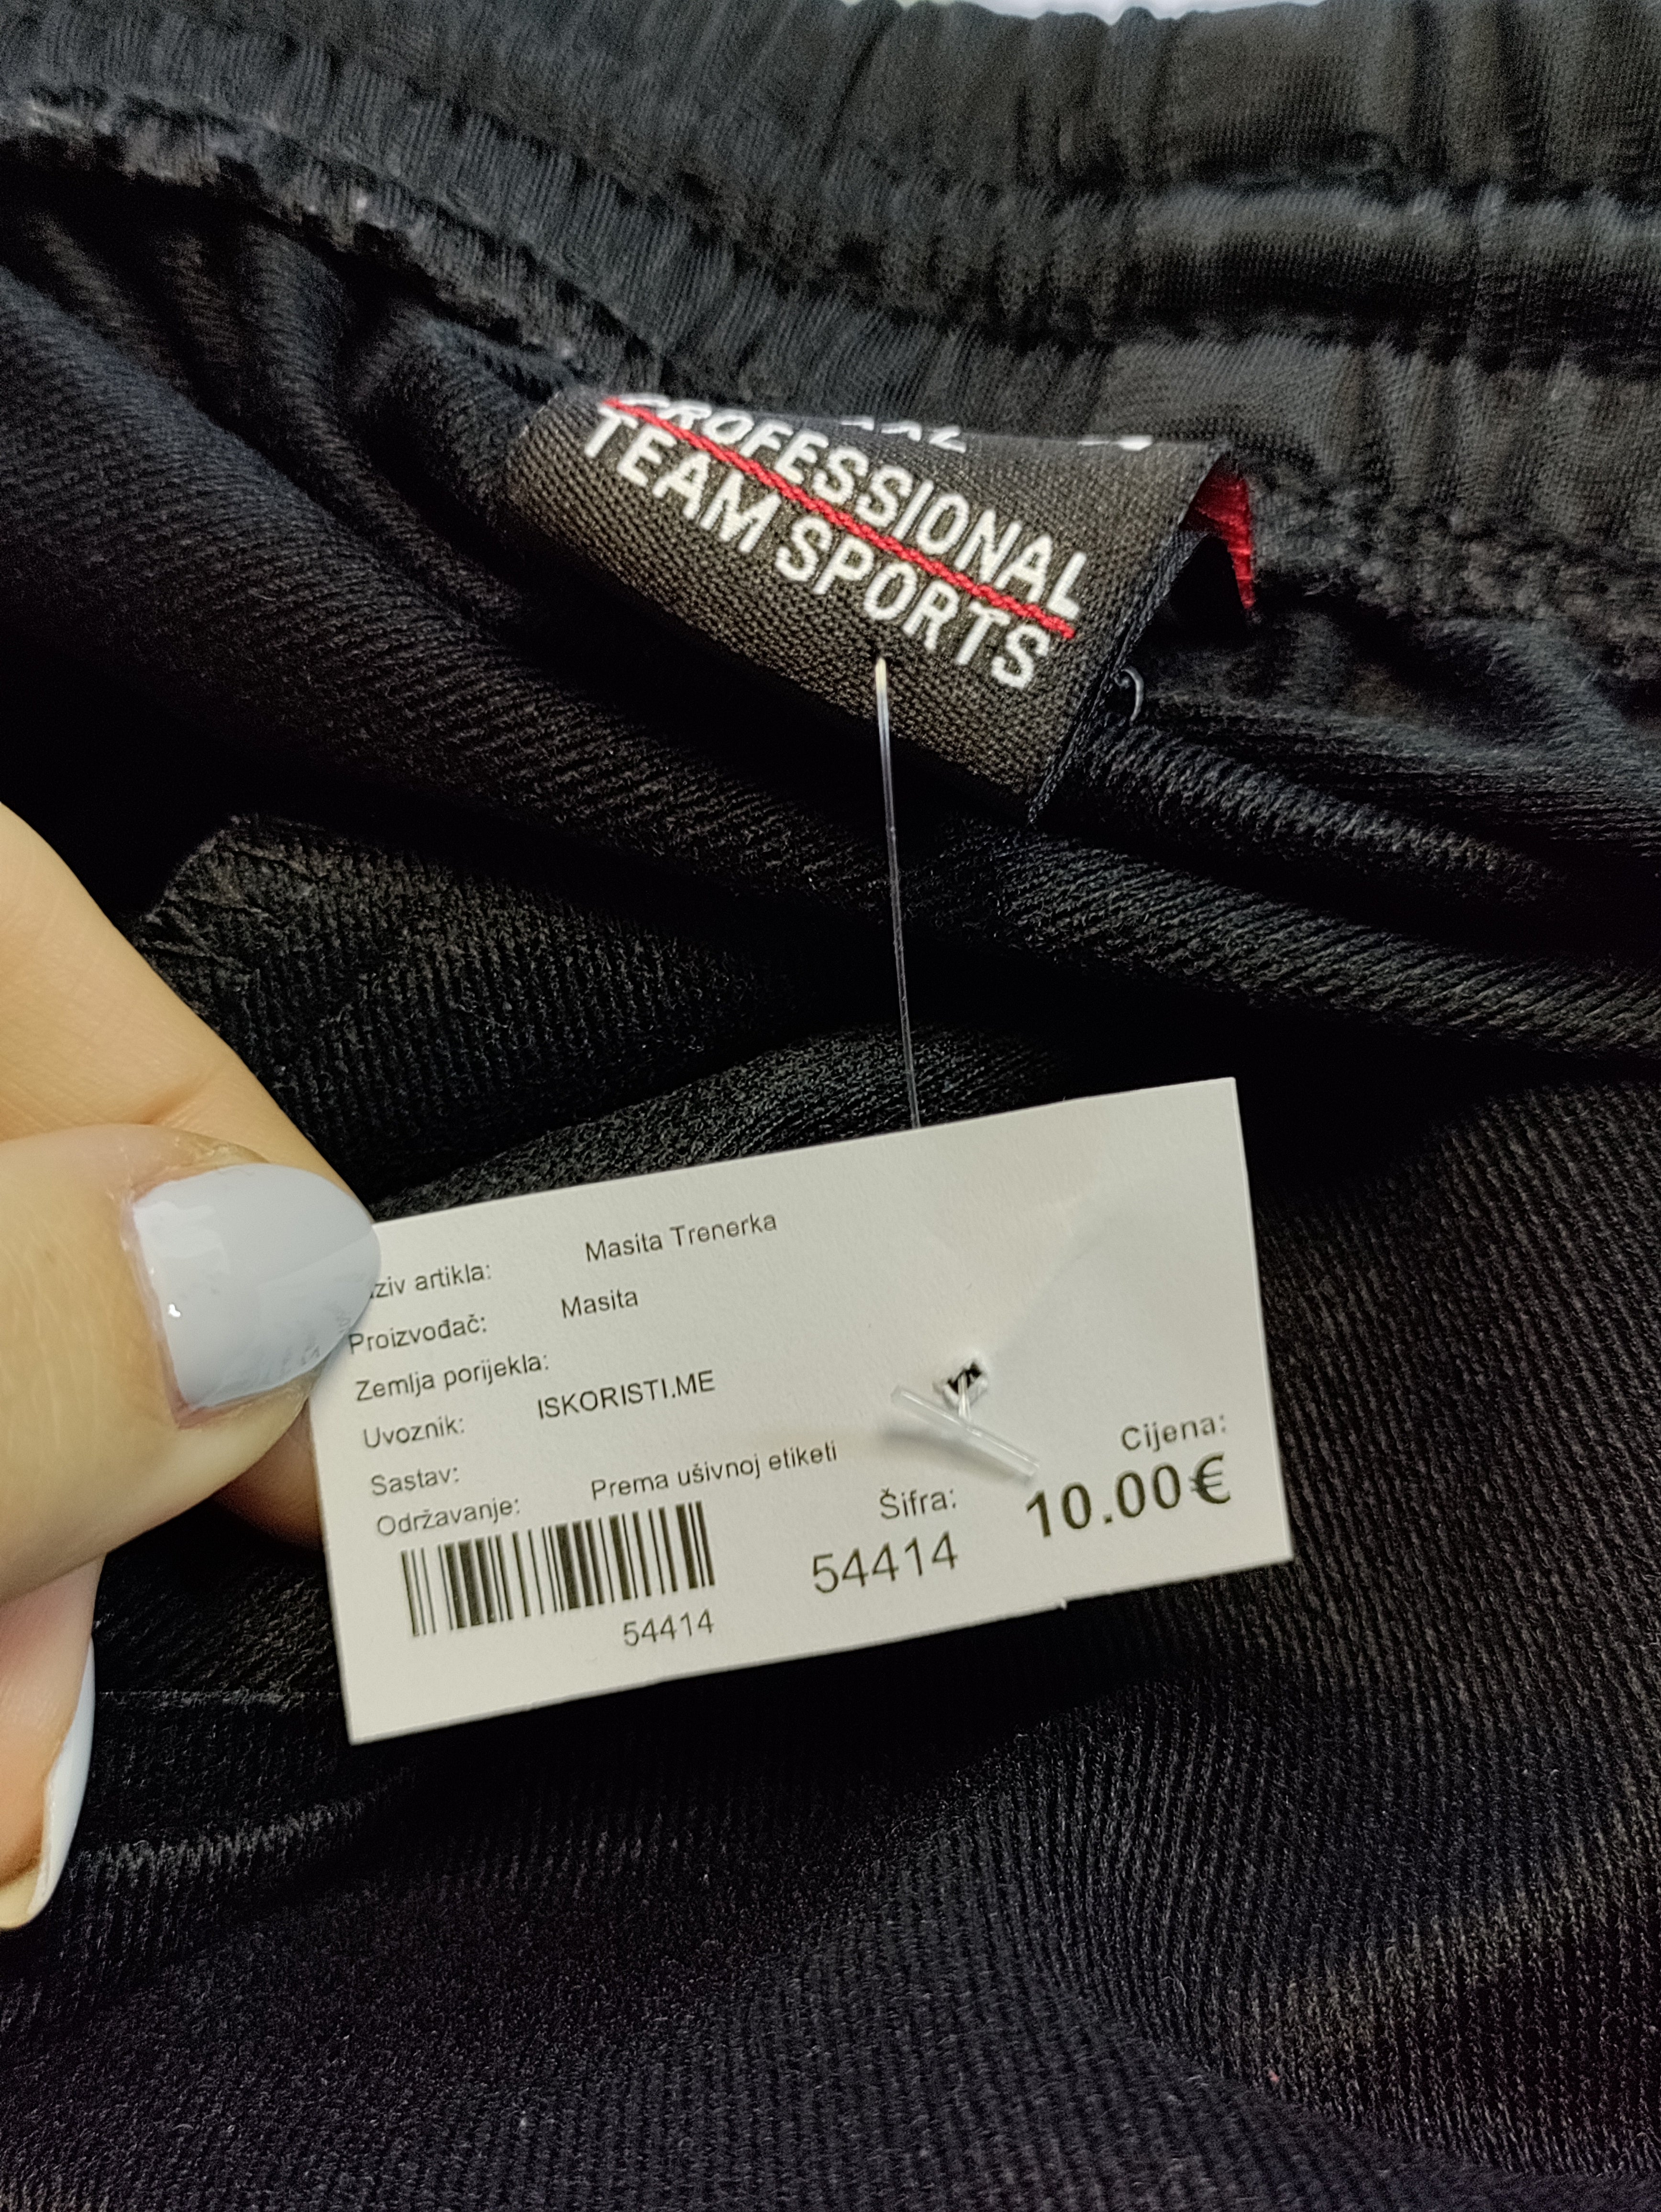 PROFESSIONAL
TEAM SPORTS
ziv artikla: Masita Trenerka
Proizvođač: Masita
Zemlja porijekla:
Uvoznik: ISKORISTI.ME
Sastav:
Održavanje: Prema ušivnoj etiketi
54414
Šifra:
54414
Cijena:
10.00€